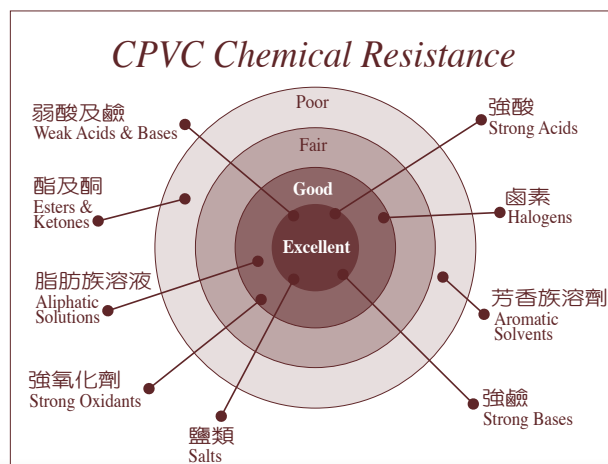 CPVC Chemical Resistance
Poor
Fair
Good
Excellent
弱酸及鹼
Weak Acids & Bases
酯及酮
Esters &
Ketones
脂肪族溶液
Aliphatic
Solutions
強氧化劑
Strong Oxidants
鹽類
Salts
強酸
Strong Acids
鹵素
Halogens
芳香族溶劑
Aromatic
Solvents
強鹼
Strong Bases